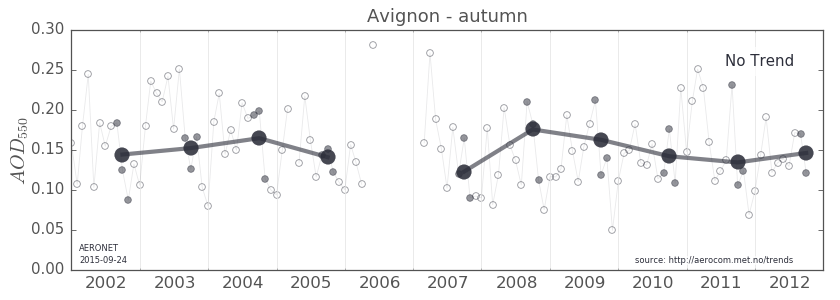 Avignon - autumn
No Trend
AOD550
0.30
0.25
0.20
0.15
0.10
0.05
0.00
AERONET
2015-09-24
source: http://aerocom.met.no/trends
2002 2003 2004 2005 2006 2007 2008 2009 2010 2011 2012